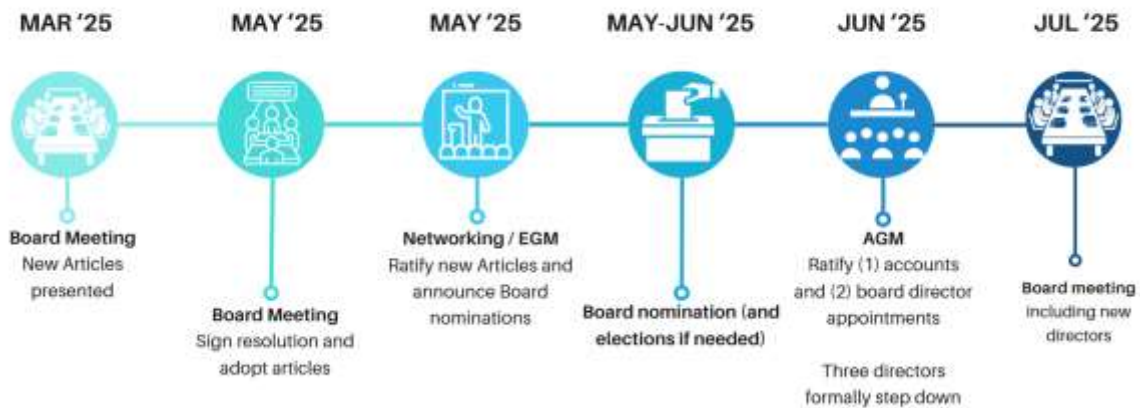 MAR '25
MAY '25
MAY '25
MAY-JUN '25
JUN '25
JUL '25
Board Meeting
New Articles
presented
Board Meeting
Sign resolution and
adopt articles
Networking / EGM
Ratify new Articles and
announce Board
nominations
Board nomination (and
elections if needed)
AGM
Ratify (1) accounts
and (2) board director
appointments
Three directors
formally step down
Board meeting
including new
directors